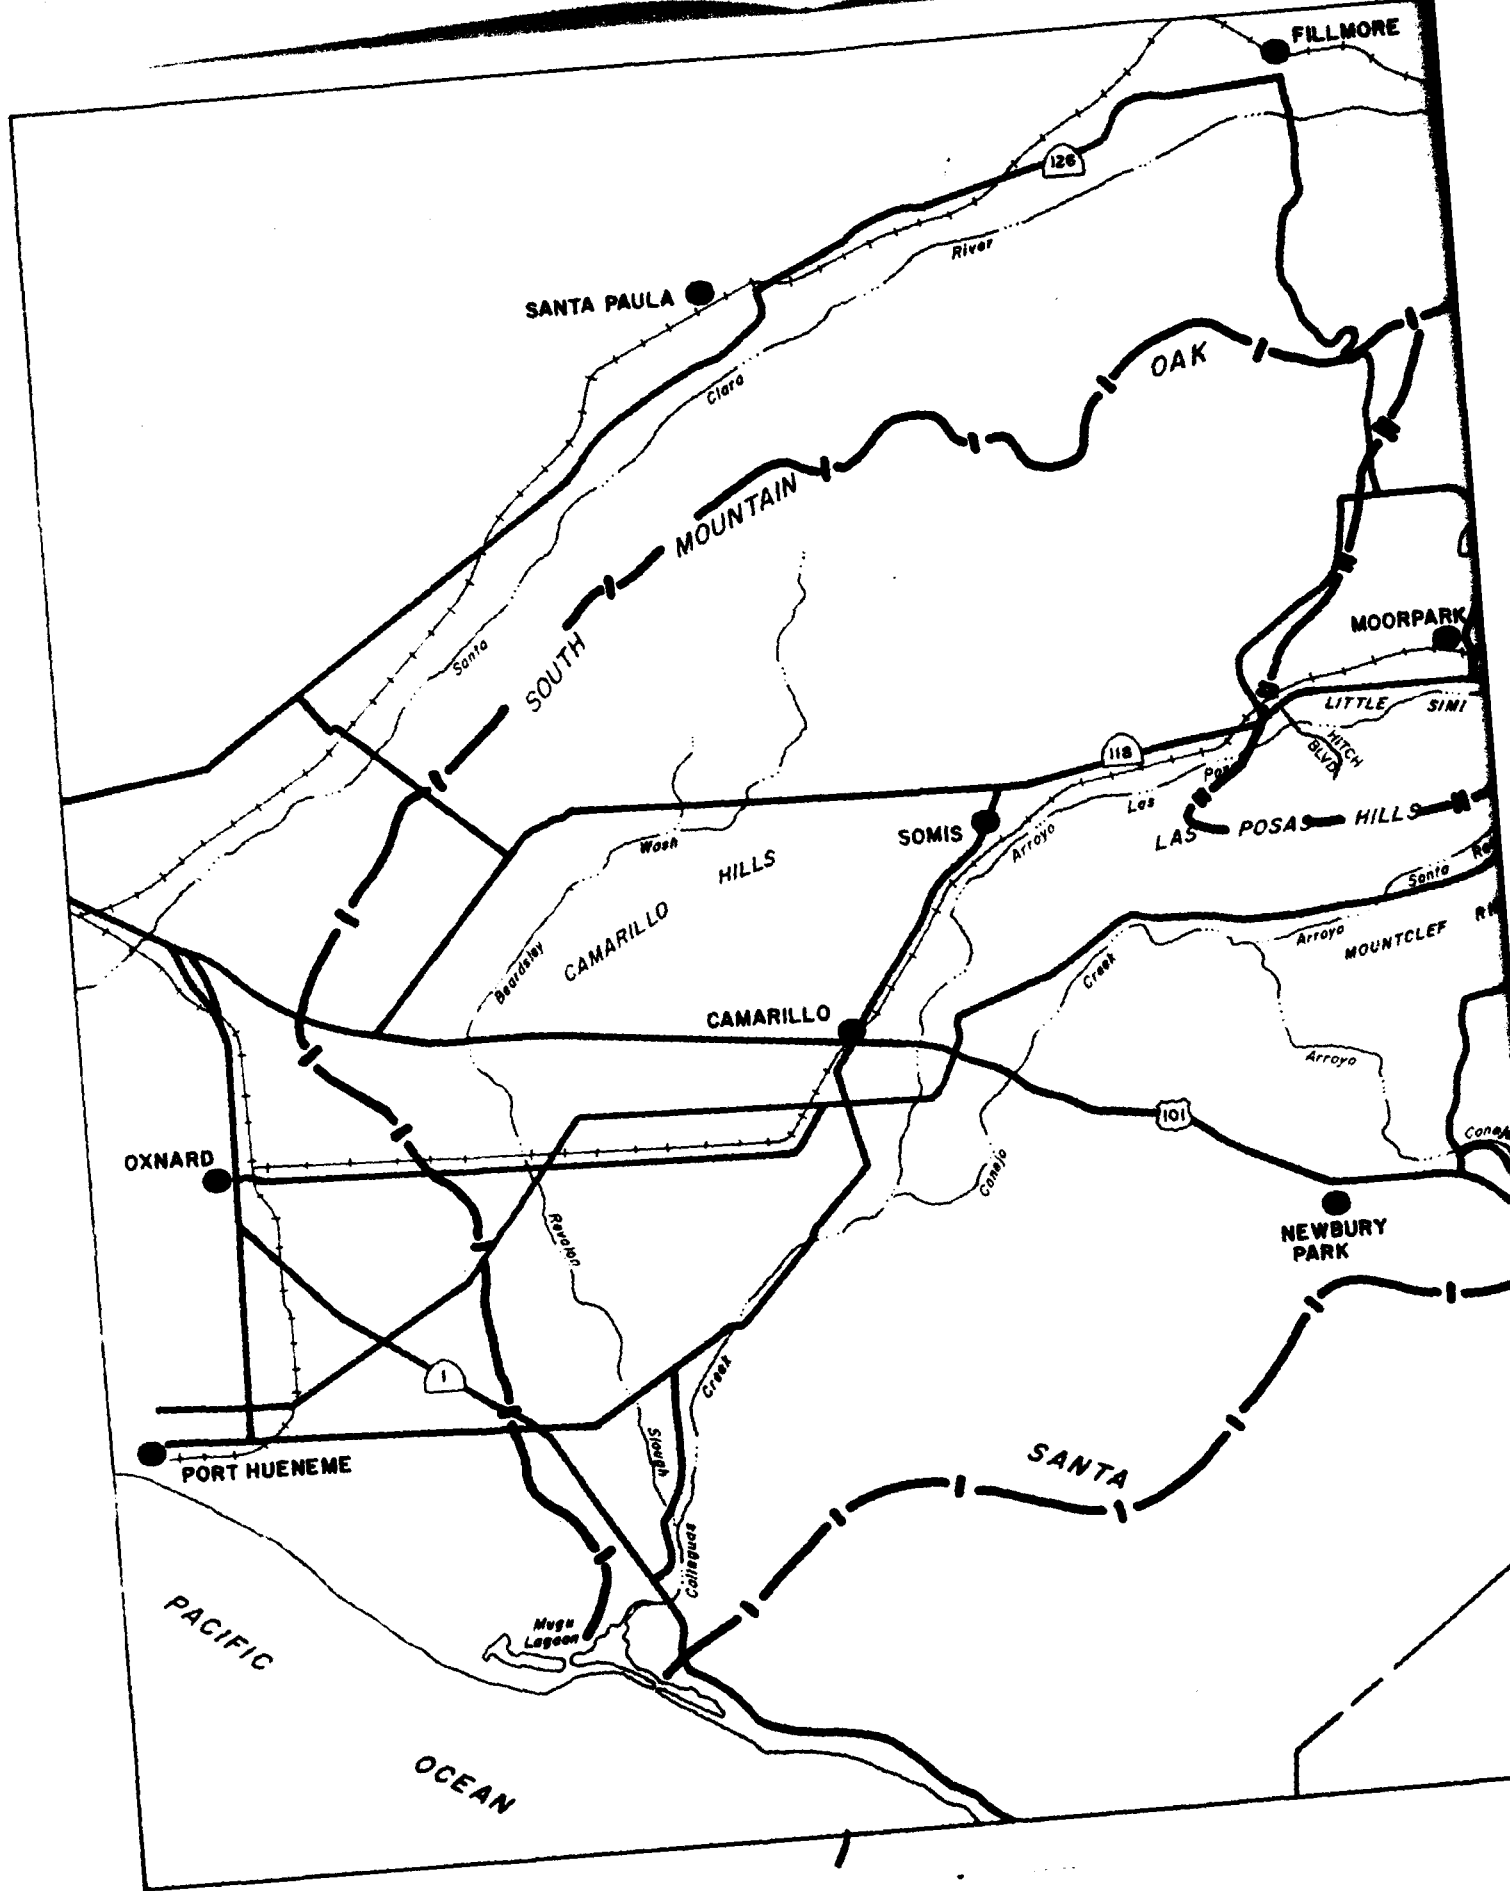 FILLMORE
126
River
SANTA PAULA
Clara
OAK
MOUNTAIN
Santa
SOUTH
MOORPARK
LITTLE SIMI
HITCH
BLVD
118
Las
SOMIS
Arroyo
LAS POSAS HILLS
Wash
HILLS
CAMARILLO
Beardsley
Santa
Arroyo
MOUNTCLEF
Creek
CAMARILLO
Arroyo
101
Conejo
OXNARD
Conejo
Revolon
NEWBURY
PARK
1
Creek
Slough
SANTA
PORT HUENEME
Calleguas
Mugu
Lagoon
PACIFIC
OCEAN